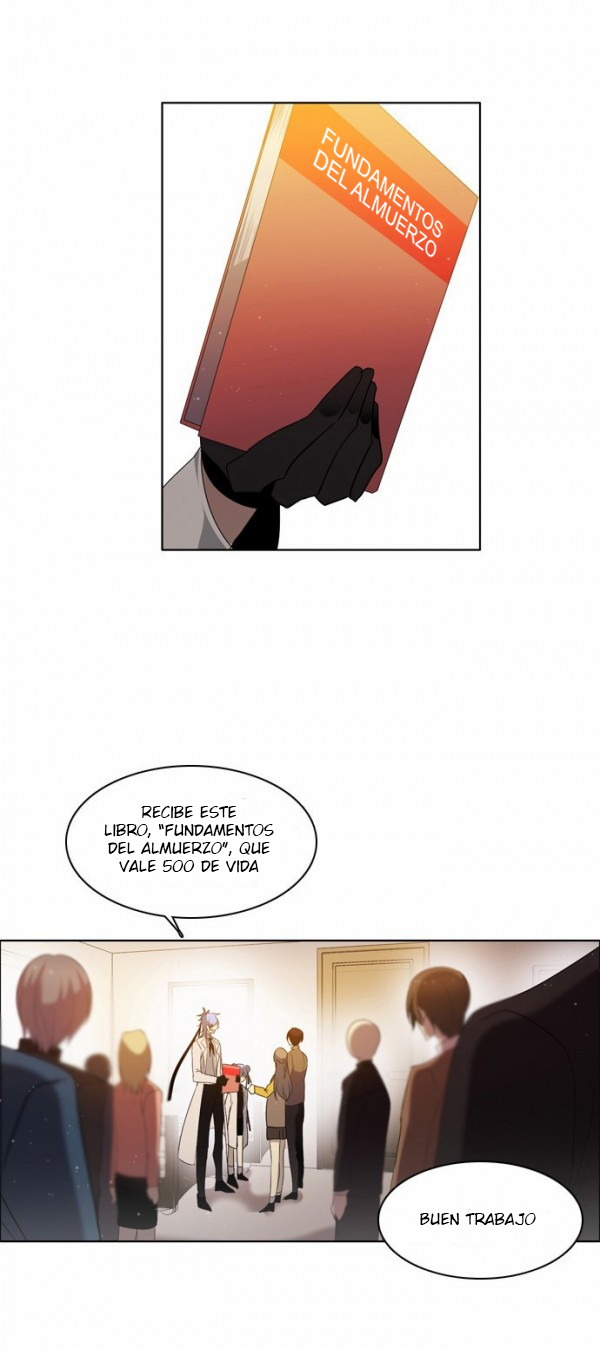 FUNDAMENTOS
DEL ALMUERZO
RECIBE ESTE
LIBRO, "FUNDAMENTOS
DEL ALMUERZO", QUE
VALE 500 DE VIDA
BUEN TRABAJO